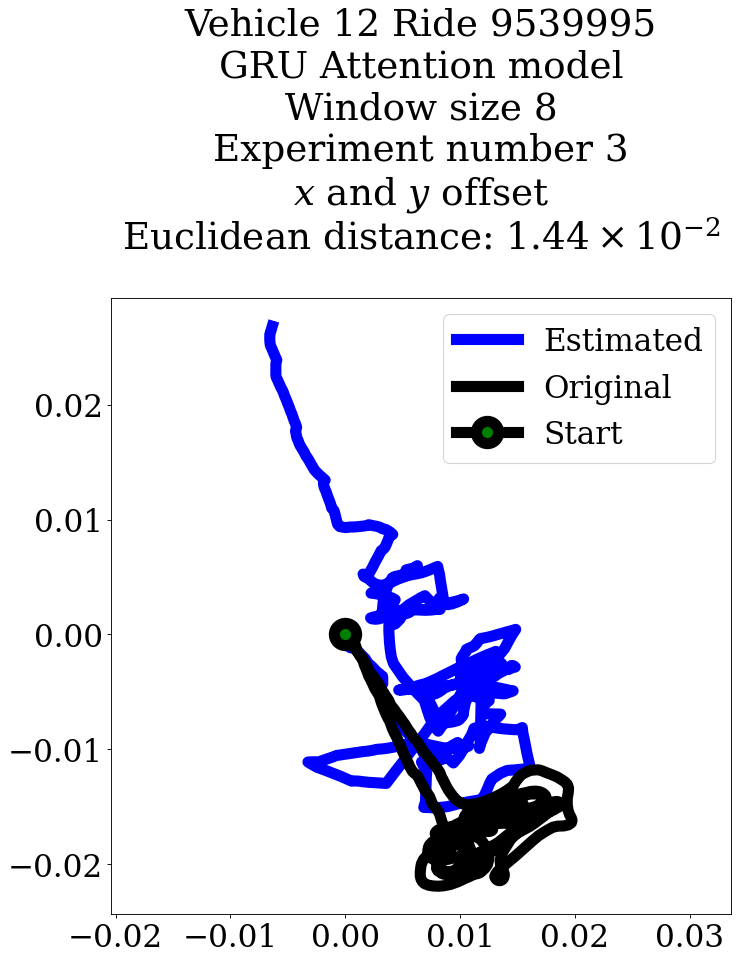 Vehicle 12 Ride 9539995
GRU Attention model
Window size 8
Experiment number 3
x and y offset
Euclidean distance: 1.44 × 10⁻²
Estimated
Original
Start
0.02
0.01
0.00
−0.01
−0.02
−0.02 −0.01 0.00 0.01 0.02 0.03